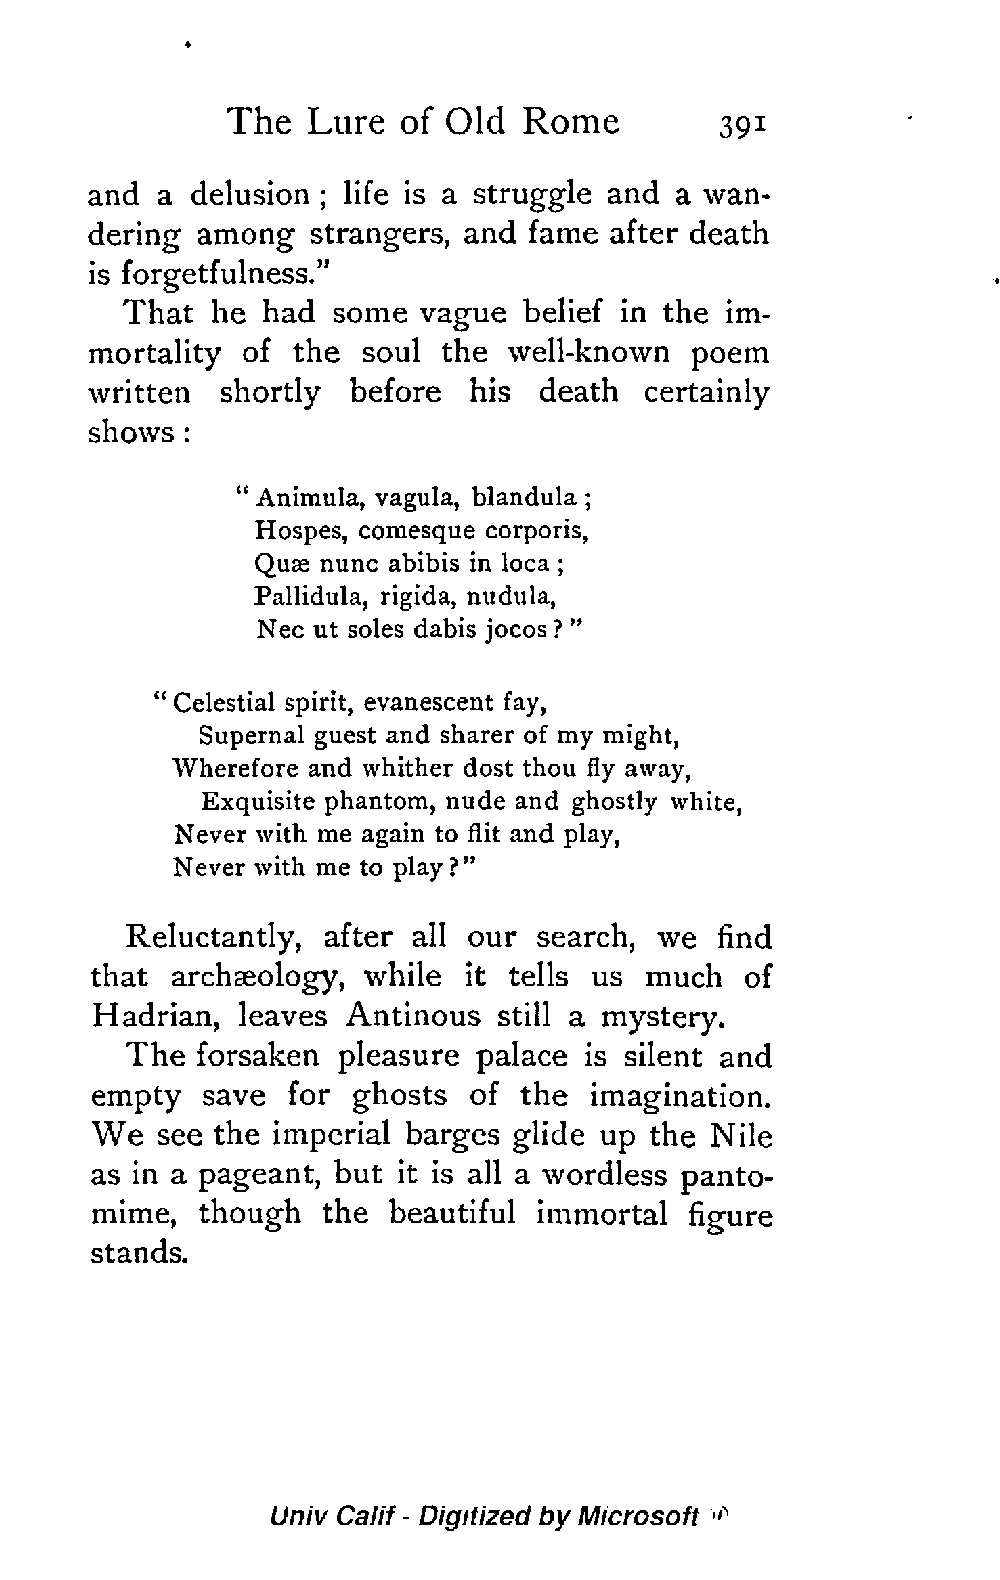 The Lure of Old Rome 391
and a delusion ; life is a struggle and a wan-
dering among strangers, and fame after death
is forgetfulness."
That he had some vague belief in the im-
mortality of the soul the well-known poem
written shortly before his death certainly
shows :
“ Animula, vagula, blandula ;
Hospes, comesque corporis,
Quæ nunc abibis in loca ;
Pallidula, rigida, nudula,
Nec ut soles dabis jocos ? ”
“ Celestial spirit, evanescent fay,
Supernal guest and sharer of my might,
Wherefore and whither dost thou fly away,
Exquisite phantom, nude and ghostly white,
Never with me again to flit and play,
Never with me to play ? ”
Reluctantly, after all our search, we find
that archæology, while it tells us much of
Hadrian, leaves Antinous still a mystery.
The forsaken pleasure palace is silent and
empty save for ghosts of the imagination.
We see the imperial barges glide up the Nile
as in a pageant, but it is all a wordless panto-
mime, though the beautiful immortal figure
stands.
Univ Calif - Digitized by Microsoft